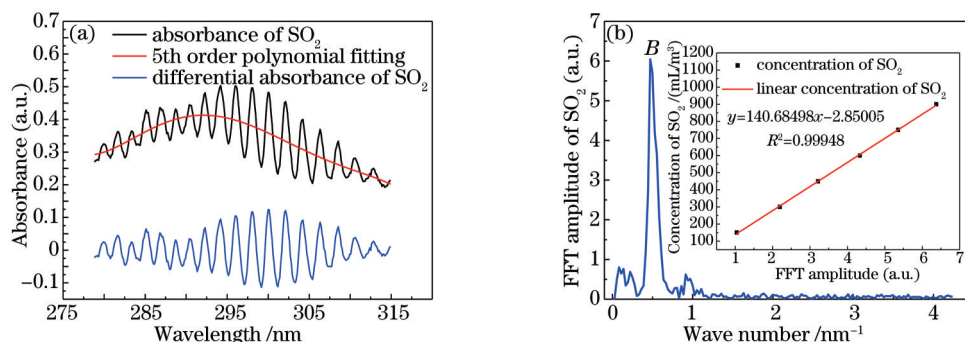 (a)
0.7
0.6
0.5
0.4
0.3
0.2
0.1
0
−0.1
Absorbance (a.u.)
absorbance of SO₂
5th order polynomial fitting
differential absorbance of SO₂
275 285 295 305 315
Wavelength /nm
(b)
7
6
5
4
3
2
1
0
FFT amplitude of SO₂ (a.u.)
B
1200
1100
1000
900
800
700
600
500
400
300
200
100
Concentration of SO₂ /(mL/m³)
concentration of SO₂
linear concentration of SO₂
y=140.68498x−2.85005
R²=0.99948
1 2 3 4 5 6 7
FFT amplitude (a.u.)
0 1 2 3 4
Wave number /nm⁻¹